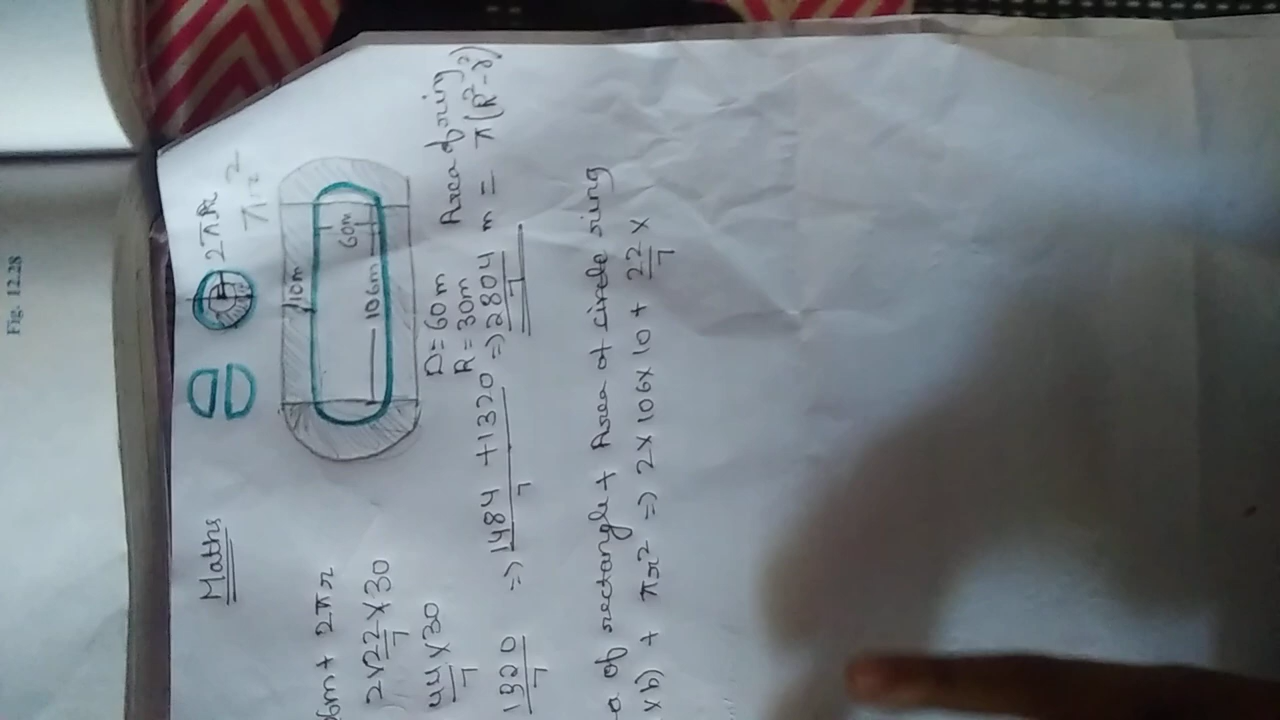 Fig. 12.28
Maths
2πR
πr²
10m
60m
106m
6m + 2πr
2 × 22/7 × 30
44/7 × 30
D = 60m
R = 30m
Area of ring
= π(R²-r²)
1320/7 => 1484 + 1320/7 => 2804/7 m
a of rectangle + Area of circle ring
× b) + πr² => 2 × 106 × 10 + 22/7 ×